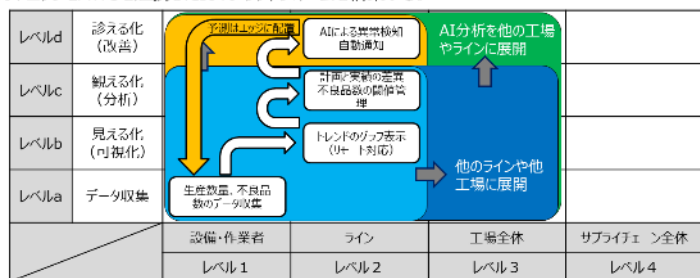 レベルd
診える化
(改善)
予測はエッジに配置
AIによる異常検知
自動通知
AI分析を他の工場
やラインに展開
レベルc
観える化
(分析)
計画と実績の差異
不良品数の閾値管
理
レベルb
見える化
(可視化)
トレンドのグラフ表示
(リモート対応)
他のラインや他
工場に展開
レベルa
データ収集
生産数量、不良品
数のデータ収集
設備・作業者
ライン
工場全体
サプライチェーン全体
レベル1
レベル2
レベル3
レベル4